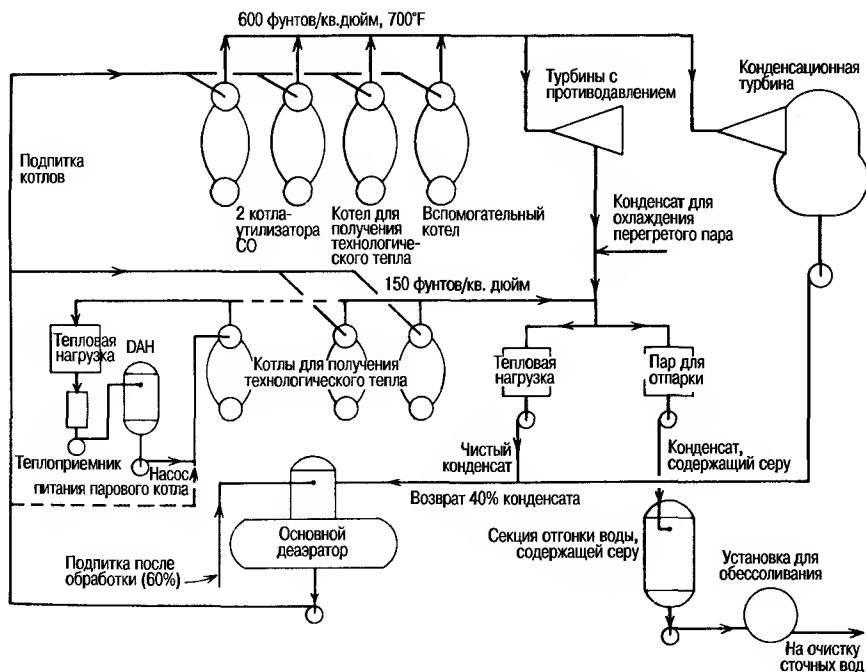 600 фунтов/кв.дюйм, 700°F
Турбины с
противодавлением
Конденсационная
турбина
Подпитка
котлов
2 котла-
утилизатора
СО
Котел для
получения
технологичес-
кого тепла
Вспомогательный
котел
Конденсат для
охлаждения
перегретого пара
150 фунтов/кв. дюйм
Тепловая
нагрузка
DAH
Котлы для получения
технологического тепла
Тепловая
нагрузка
Пар для
отпарки
Теплоприемник
Насос
питания парового котла
Чистый
конденсат
Конденсат,
содержащий серу
Возврат 40% конденсата
Основной
деаэратор
Подпитка после
обработки (60%)
Секция отгонки воды,
содержащей серу
Установка для
обессоливания
На очистку
сточных вод